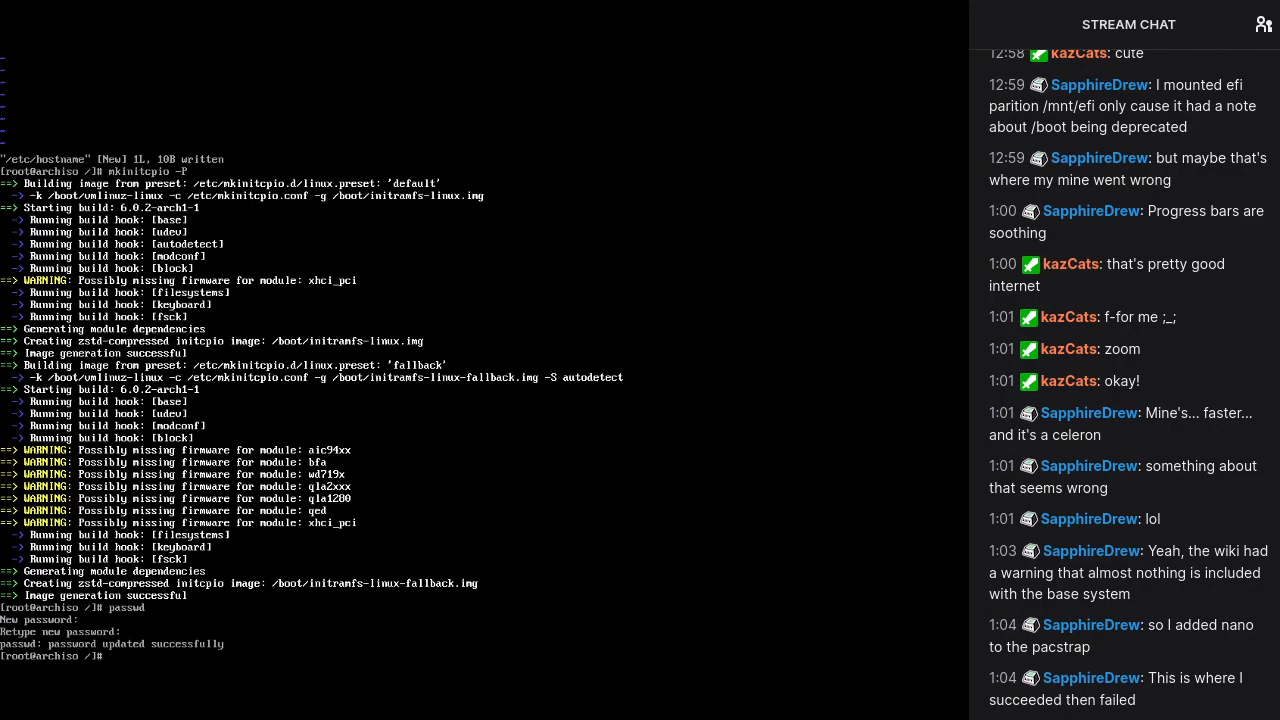 ~
~
~
~
~
~
~
~
"/etc/hostname" [New] 1L, 10B written
[root@archiso /]# mkinitcpio -P
==> Building image from preset: /etc/mkinitcpio.d/linux.preset: 'default'
  -> -k /boot/vmlinuz-linux -c /etc/mkinitcpio.conf -g /boot/initramfs-linux.img
==> Starting build: 6.0.2-arch1-1
  -> Running build hook: [base]
  -> Running build hook: [udev]
  -> Running build hook: [autodetect]
  -> Running build hook: [modconf]
  -> Running build hook: [block]
==> WARNING: Possibly missing firmware for module: xhci_pci
  -> Running build hook: [filesystems]
  -> Running build hook: [keyboard]
  -> Running build hook: [fsck]
==> Generating module dependencies
==> Creating zstd-compressed initcpio image: /boot/initramfs-linux.img
==> Image generation successful
==> Building image from preset: /etc/mkinitcpio.d/linux.preset: 'fallback'
  -> -k /boot/vmlinuz-linux -c /etc/mkinitcpio.conf -g /boot/initramfs-linux-fallback.img -S autodetect
==> Starting build: 6.0.2-arch1-1
  -> Running build hook: [base]
  -> Running build hook: [udev]
  -> Running build hook: [modconf]
  -> Running build hook: [block]
==> WARNING: Possibly missing firmware for module: aic94xx
==> WARNING: Possibly missing firmware for module: bfa
==> WARNING: Possibly missing firmware for module: wd719x
==> WARNING: Possibly missing firmware for module: qla2xxx
==> WARNING: Possibly missing firmware for module: qla1280
==> WARNING: Possibly missing firmware for module: qed
==> WARNING: Possibly missing firmware for module: xhci_pci
  -> Running build hook: [filesystems]
  -> Running build hook: [keyboard]
  -> Running build hook: [fsck]
==> Generating module dependencies
==> Creating zstd-compressed initcpio image: /boot/initramfs-linux-fallback.img
==> Image generation successful
[root@archiso /]# passwd
New password:
Retype new password:
passwd: password updated successfully
[root@archiso /]#
STREAM CHAT
12:58 kazCats: cute
12:59 SapphireDrew: I mounted efi
parition /mnt/efi only cause it had a note
about /boot being deprecated
12:59 SapphireDrew: but maybe that's
where my mine went wrong
1:00 SapphireDrew: Progress bars are
soothing
1:00 kazCats: that's pretty good
internet
1:01 kazCats: f-for me ;_;
1:01 kazCats: zoom
1:01 kazCats: okay!
1:01 SapphireDrew: Mine's... faster...
and it's a celeron
1:01 SapphireDrew: something about
that seems wrong
1:01 SapphireDrew: lol
1:03 SapphireDrew: Yeah, the wiki had
a warning that almost nothing is included
with the base system
1:04 SapphireDrew: so I added nano
to the pacstrap
1:04 SapphireDrew: This is where I
succeeded then failed